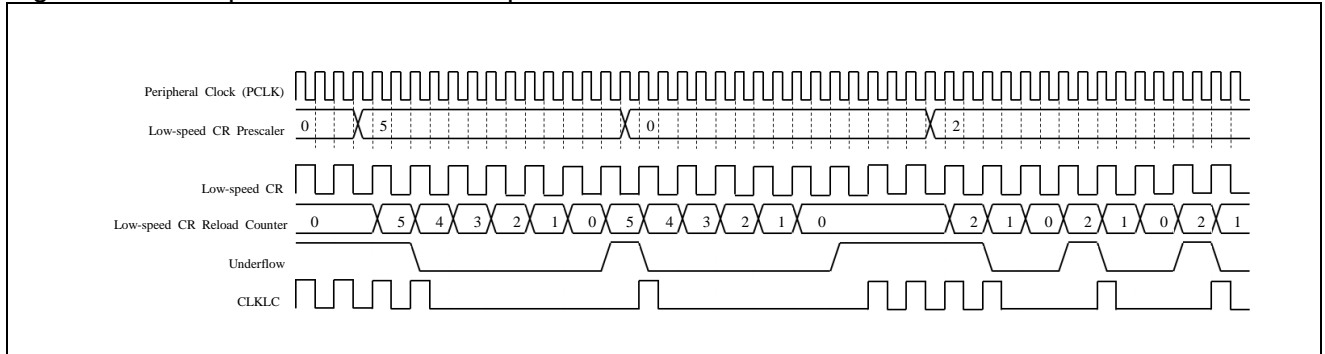 Peripheral Clock (PCLK)
Low-speed CR Prescaler 0 5 0 2
Low-speed CR
Low-speed CR Reload Counter 0 5 4 3 2 1 0 5 4 3 2 1 0 2 1 0 2 1 0 2 1
Underflow
CLKLC